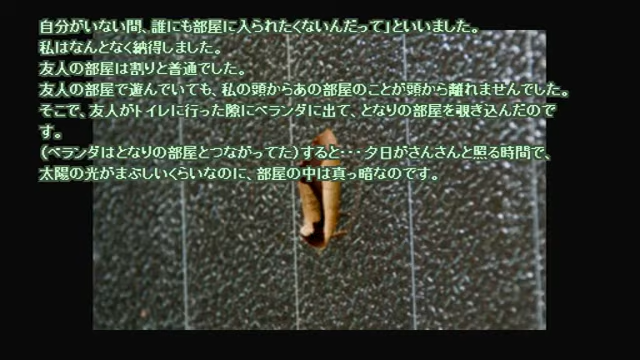 自分がいない間、誰にも部屋に入られたくないんだって」といいました。
私はなんとなく納得しました。
友人の部屋は割りと普通でした。
友人の部屋で遊んでいても、私の頭からあの部屋のことが頭から離れませんでした。
そこで、友人がトイレに行った隙にベランダに出て、となりの部屋を覗き込んだので
す。
（ベランダはとなりの部屋とつながってた）すると・・・夕日がさんさんと照る時間で、
太陽の光がまぶしいくらいなのに、部屋の中は真っ暗なのです。